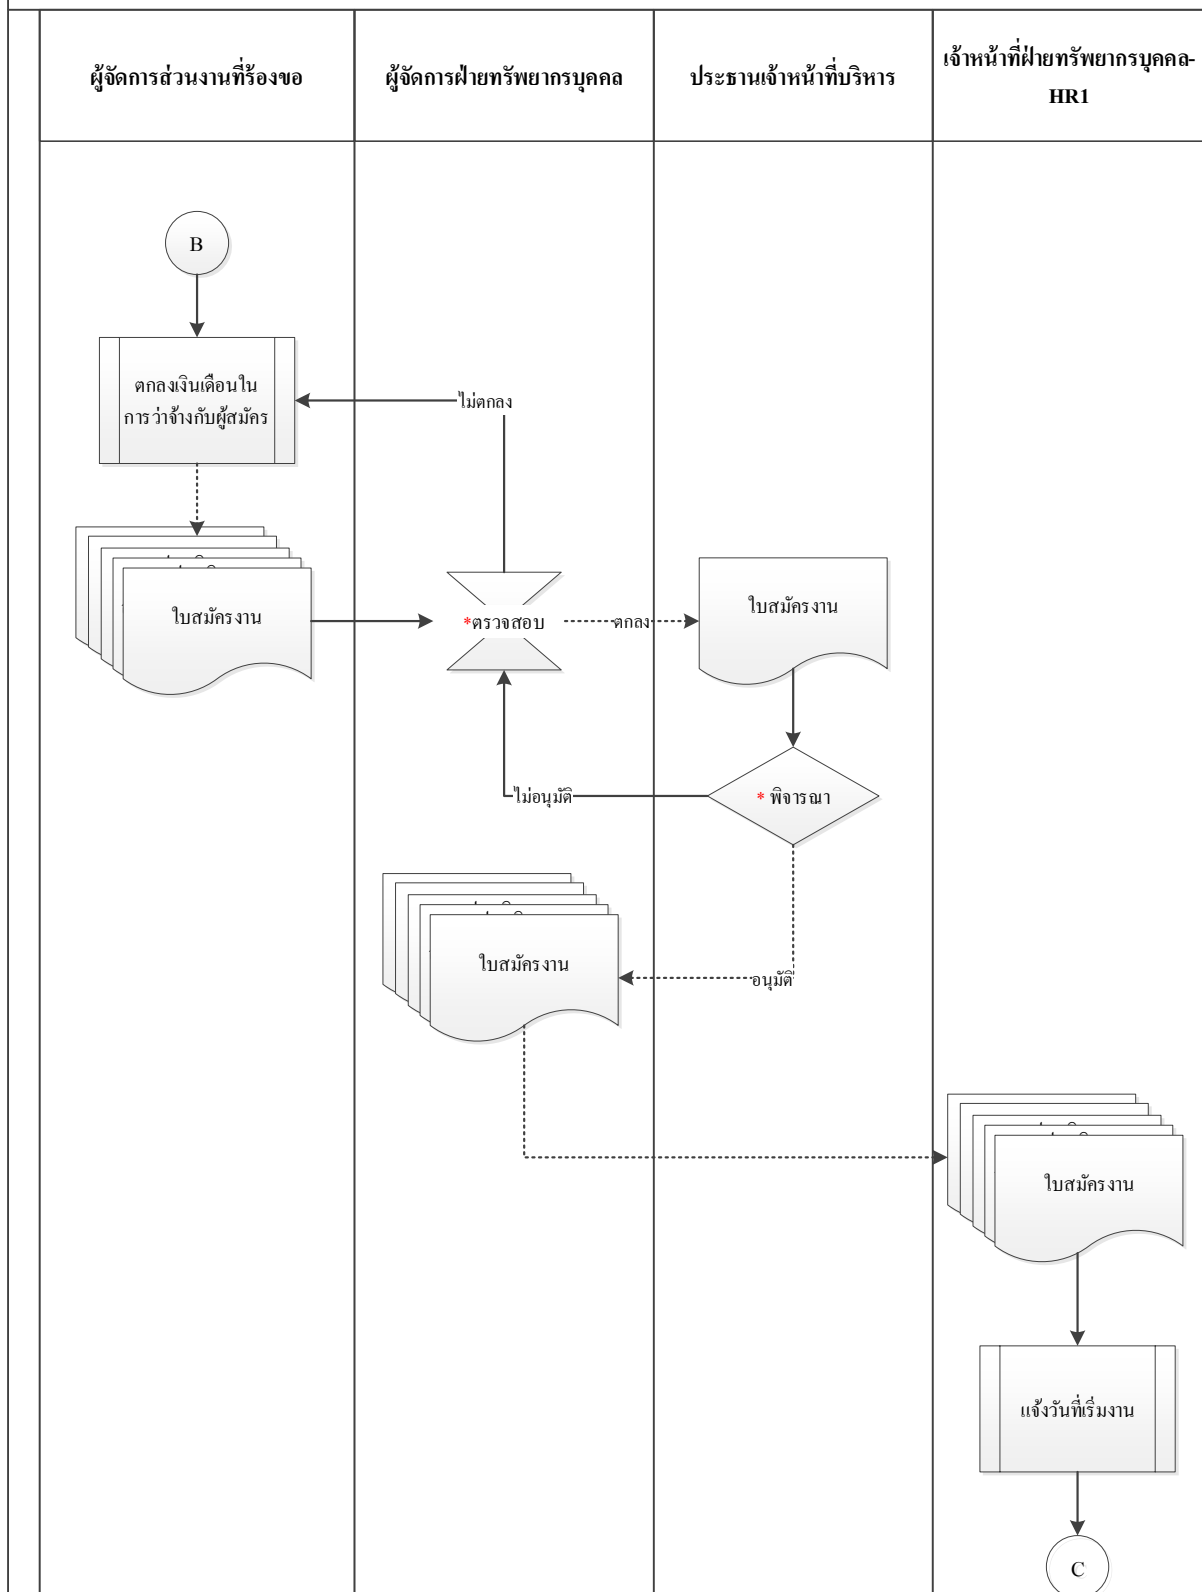 ผู้จัดการส่วนงานที่ร้องขอ
ผู้จัดการฝ่ายทรัพยากรบุคคล
ประธานเจ้าหน้าที่บริหาร
เจ้าหน้าที่ฝ่ายทรัพยากรบุคคล-
HR1
B
ตกลงเงินเดือนใน
การว่าจ้างกับผู้สมัคร
ไม่ตกลง
ใบสมัครงาน
*ตรวจสอบ
ตกลง
ใบสมัครงาน
ไม่อนุมัติ
* พิจารณา
ใบสมัครงาน
อนุมัติ
ใบสมัครงาน
แจ้งวันที่เริ่มงาน
C